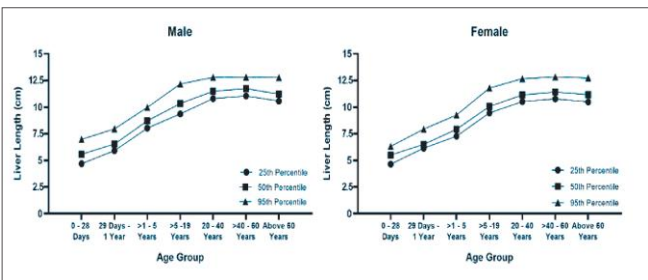 Male
Liver Length (cm)
15
12.5
10
7.5
5
2.5
0
25th Percentile
50th Percentile
95th Percentile
0 - 28 Days
29 Days - 1 Year
>1 - 5 Years
>5 -19 Years
20 - 40 Years
>40 - 60 Years
Above 60 Years
Age Group
Female
Liver Length (cm)
15
12.5
10
7.5
5
2.5
0
25th Percentile
50th Percentile
95th Percentile
0 - 28 Days
29 Days - 1 Year
>1 - 5 Years
>5 -19 Years
20 - 40 Years
>40 - 60 Years
Above 60 Years
Age Group